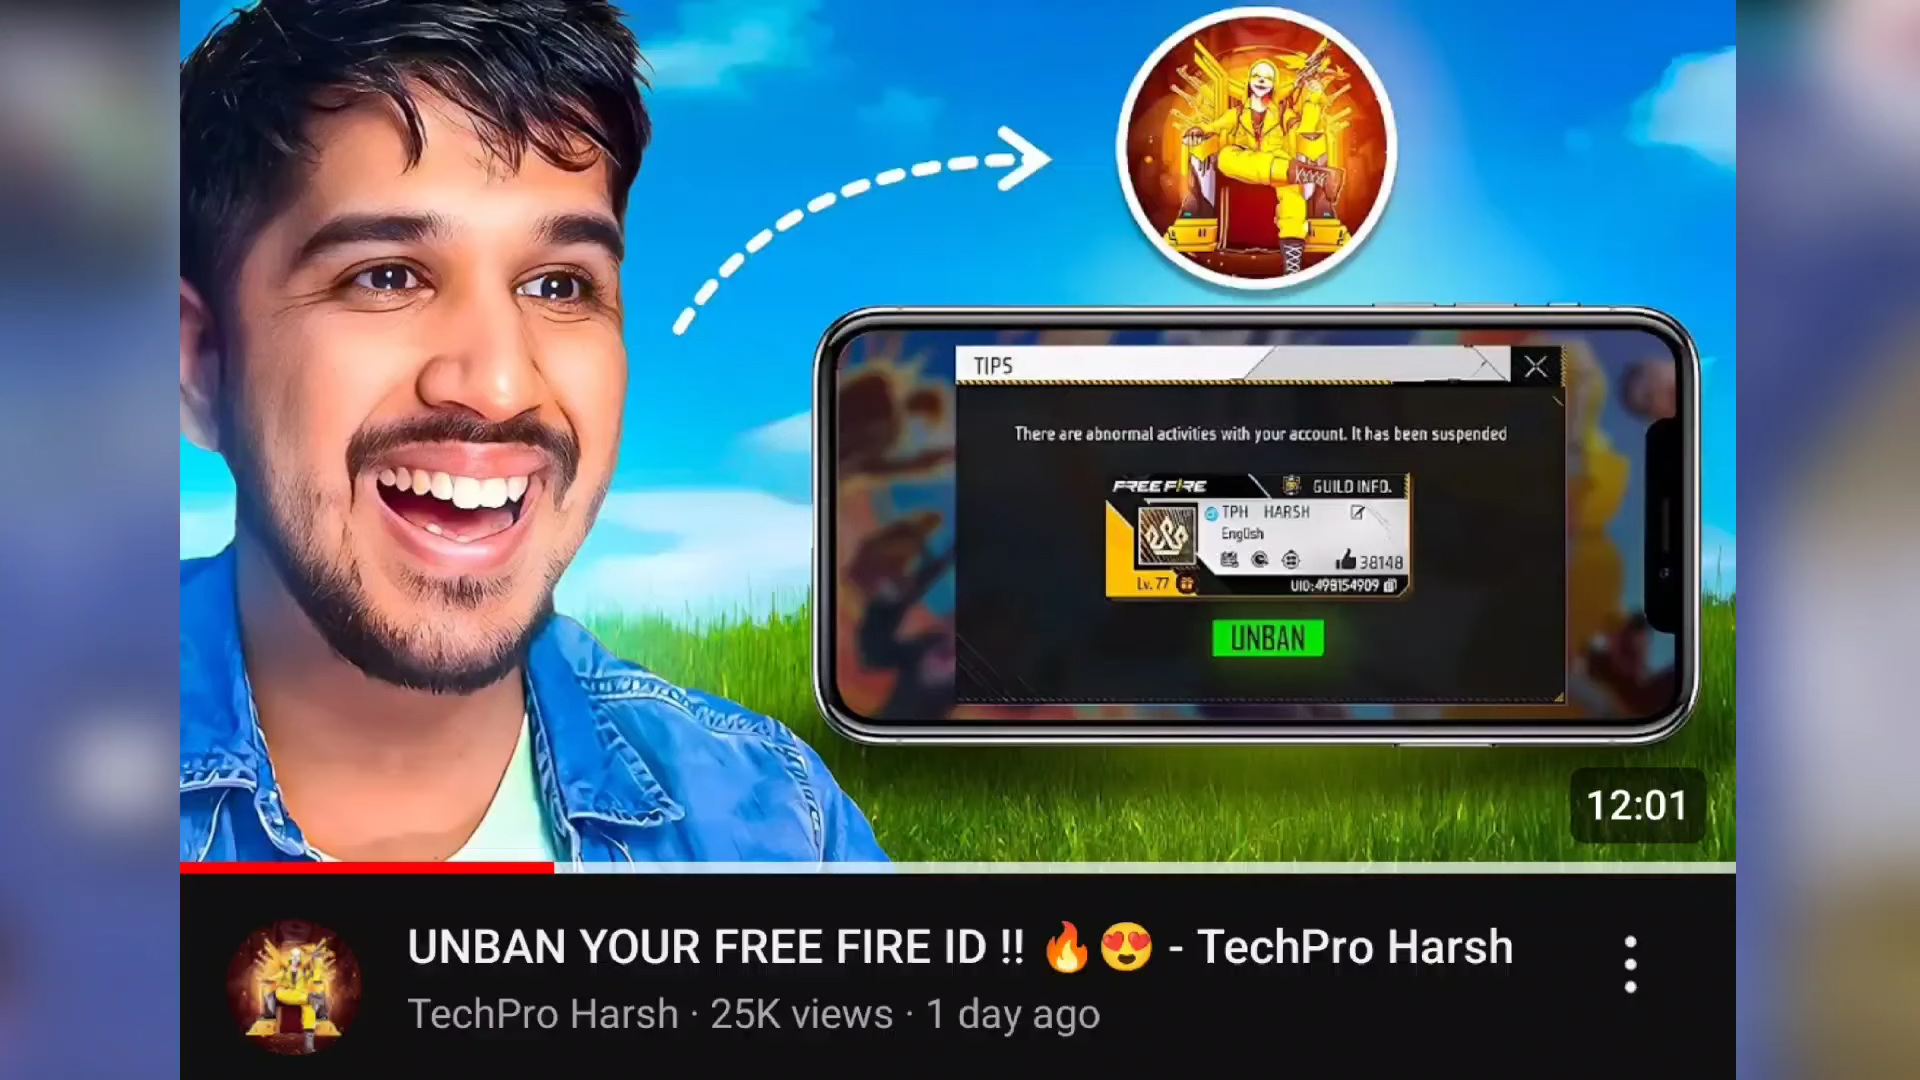 TIPS
There are abnormal activities with your account. It has been suspended
FREE FIRE
GUILD INFO.
TPH HARSH
English
38148
Lv. 77
UID:498154909
UNBAN
12:01
UNBAN YOUR FREE FIRE ID !! 🔥😍 - TechPro Harsh
TechPro Harsh · 25K views · 1 day ago